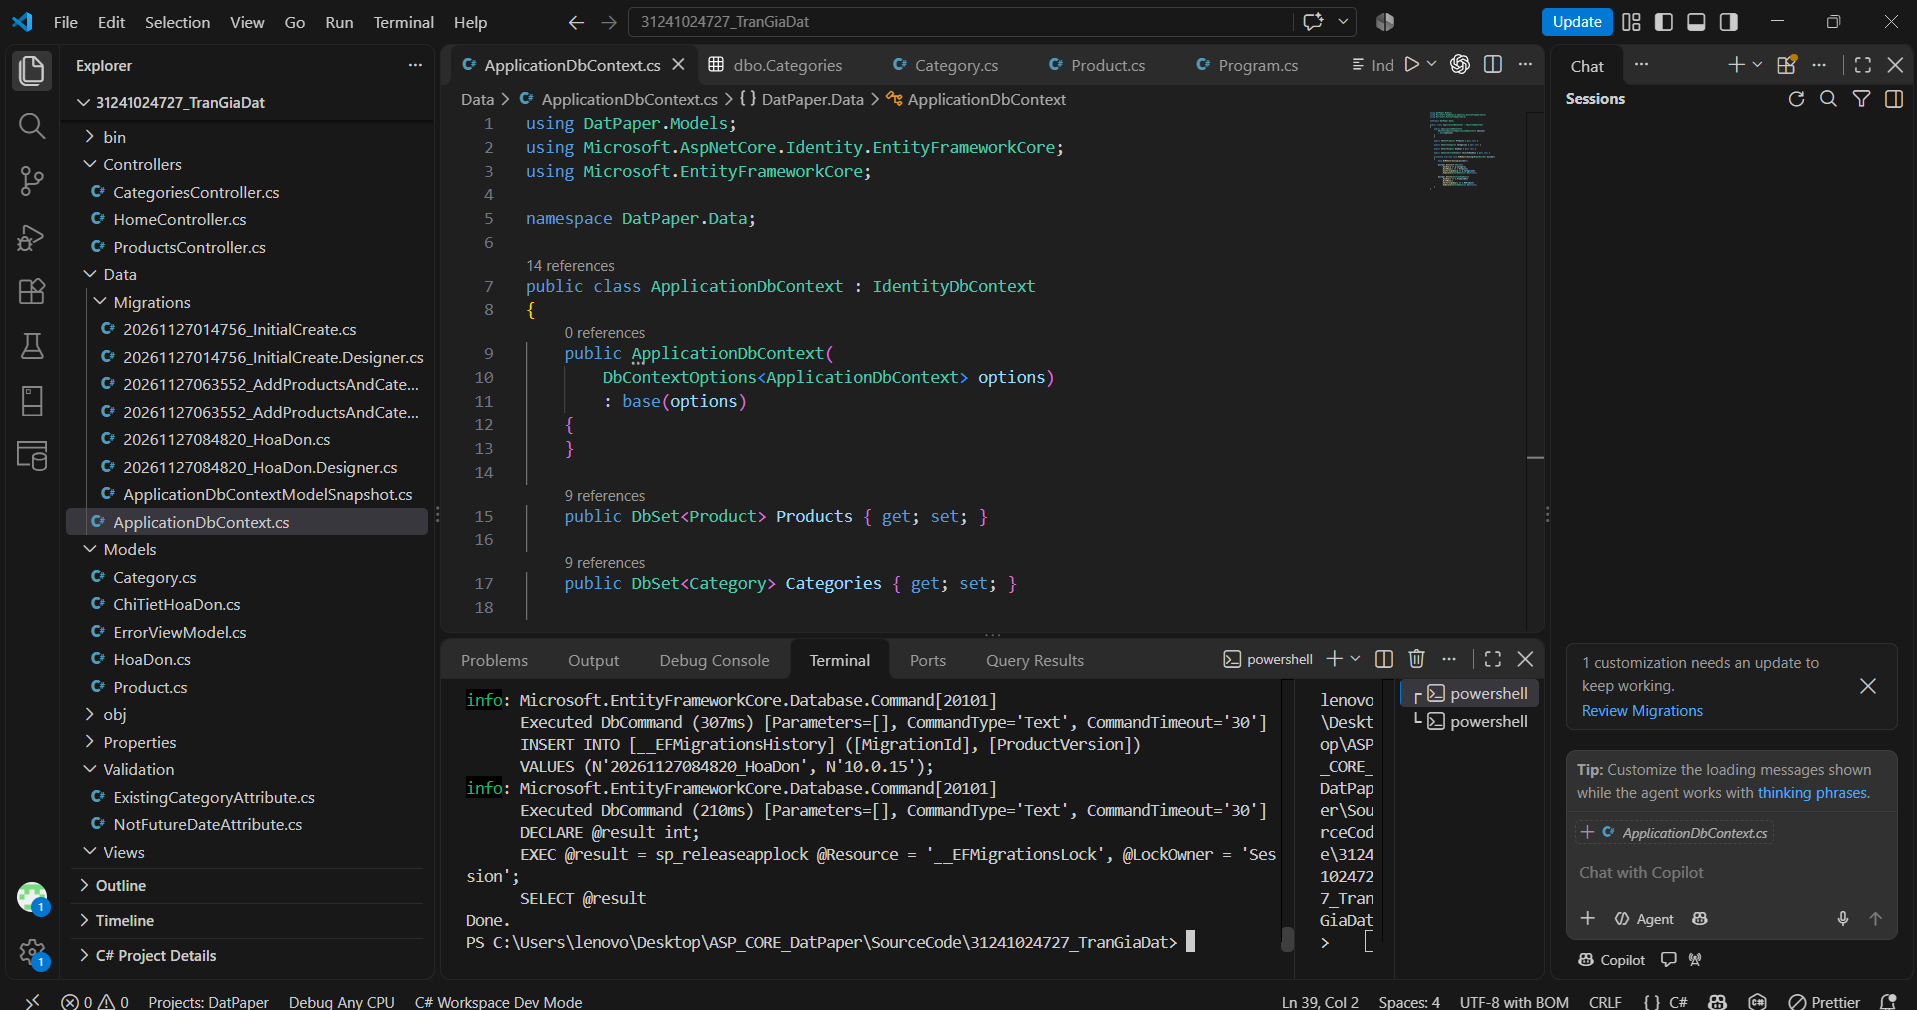 File Edit Selection View Go Run Terminal Help
31241024727_TranGiaDat
Update
Explorer
31241024727_TranGiaDat
bin
Controllers
CategoriesController.cs
HomeController.cs
ProductsController.cs
Data
Migrations
20261127014756_InitialCreate.cs
20261127014756_InitialCreate.Designer.cs
20261127063552_AddProductsAndCate...
20261127063552_AddProductsAndCate...
20261127084820_HoaDon.cs
20261127084820_HoaDon.Designer.cs
ApplicationDbContextModelSnapshot.cs
ApplicationDbContext.cs
Models
Category.cs
ChiTietHoaDon.cs
ErrorViewModel.cs
HoaDon.cs
Product.cs
obj
Properties
Validation
ExistingCategoryAttribute.cs
NotFutureDateAttribute.cs
Views
Outline
Timeline
C# Project Details
1
1
ApplicationDbContext.cs dbo.Categories Category.cs Product.cs Program.cs Ind
Data > ApplicationDbContext.cs > {} DatPaper.Data > ApplicationDbContext
1 using DatPaper.Models;
2 using Microsoft.AspNetCore.Identity.EntityFrameworkCore;
3 using Microsoft.EntityFrameworkCore;
4
5 namespace DatPaper.Data;
6
14 references
7 public class ApplicationDbContext : IdentityDbContext
8 {
0 references
9 public ApplicationDbContext(
10 DbContextOptions<ApplicationDbContext> options)
11 : base(options)
12 {
13 }
14
9 references
15 public DbSet<Product> Products { get; set; }
16
9 references
17 public DbSet<Category> Categories { get; set; }
18
Problems Output Debug Console Terminal Ports Query Results
powershell
info: Microsoft.EntityFrameworkCore.Database.Command[20101]
Executed DbCommand (307ms) [Parameters=[], CommandType='Text', CommandTimeout='30']
INSERT INTO [__EFMigrationsHistory] ([MigrationId], [ProductVersion])
VALUES (N'20261127084820_HoaDon', N'10.0.15');
info: Microsoft.EntityFrameworkCore.Database.Command[20101]
Executed DbCommand (210ms) [Parameters=[], CommandType='Text', CommandTimeout='30']
DECLARE @result int;
EXEC @result = sp_releaseapplock @Resource = '__EFMigrationsLock', @LockOwner = 'Ses
sion';
SELECT @result
Done.
PS C:\Users\lenovo\Desktop\ASP_CORE_DatPaper\SourceCode\31241024727_TranGiaDat>
lenovo
\Deskt
op\ASP
_CORE_
DatPap
er\Sou
rceCod
e\3124
102472
7_Tran
GiaDat
>
powershell
powershell
Chat
Sessions
1 customization needs an update to
keep working.
Review Migrations
Tip: Customize the loading messages shown
while the agent works with thinking phrases.
ApplicationDbContext.cs
Chat with Copilot
Agent
Copilot
0 0 Projects: DatPaper Debug Any CPU C# Workspace Dev Mode
Ln 39, Col 2 Spaces: 4 UTF-8 with BOM CRLF {} C# Prettier